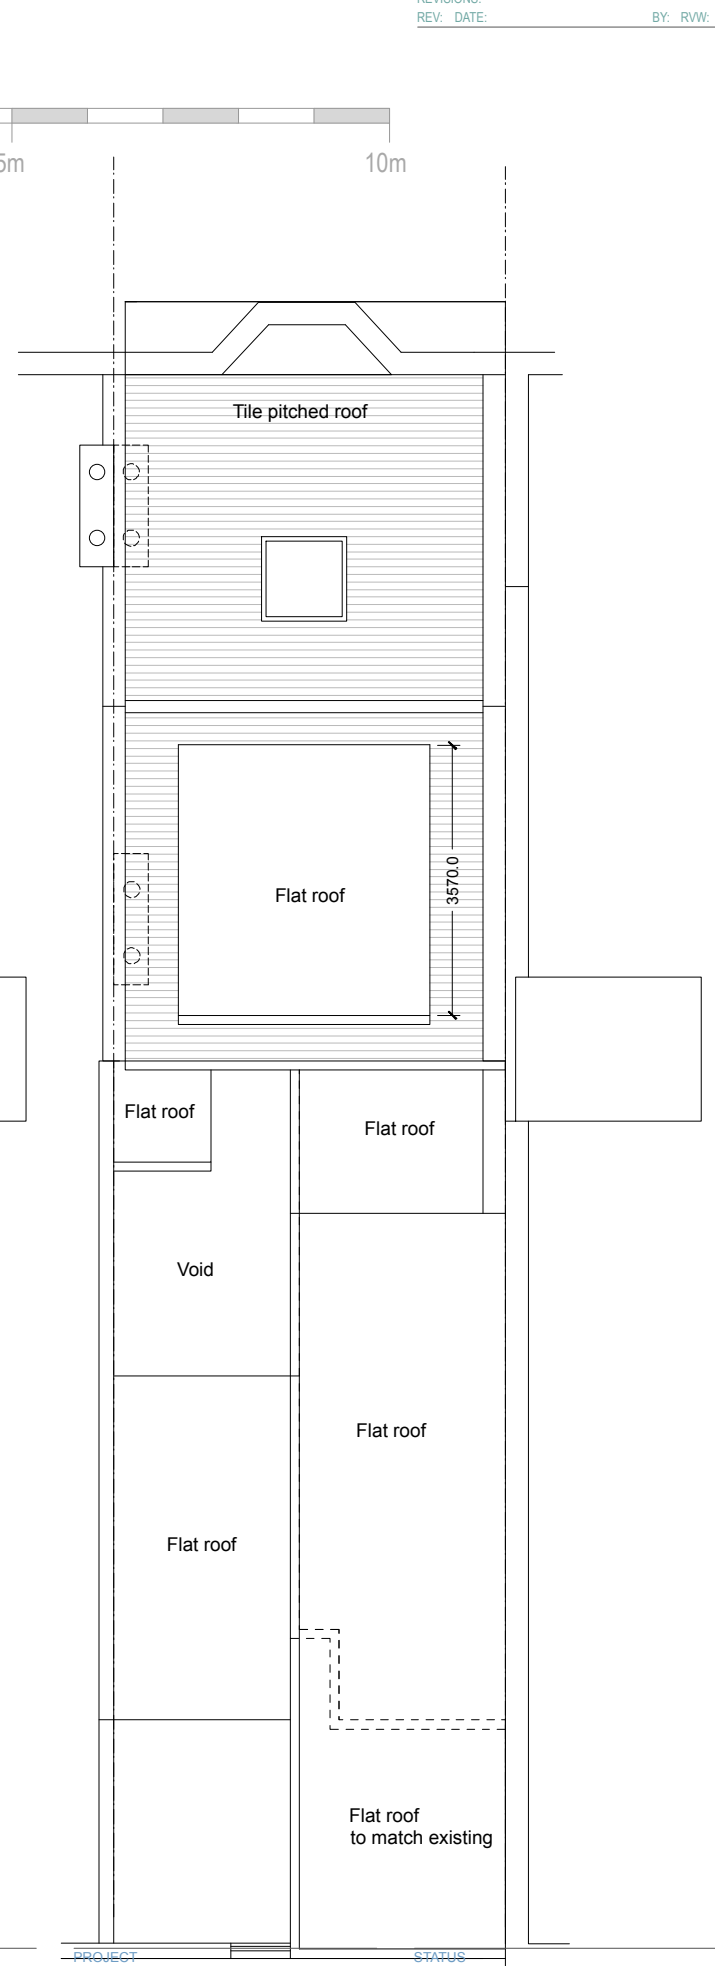 REVISIONS:
REV: DATE: BY: RVW:
5m 10m
Tile pitched roof
3570.0
Flat roof
Flat roof
Flat roof
Void
Flat roof
Flat roof
Flat roof
to match existing
PROJECT STATUS